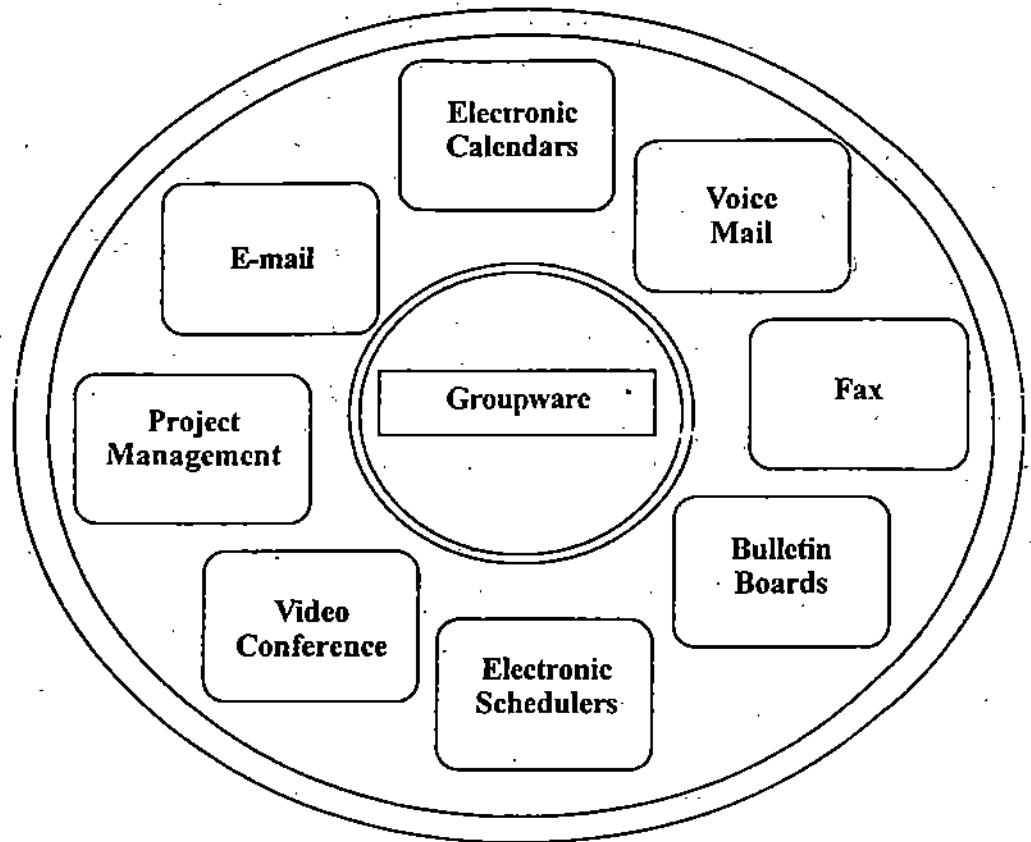 Electronic
Calendars
Voice
Mail
E-mail
Fax
Groupware
Project
Management
Bulletin
Boards
Video
Conference
Electronic
Schedulers